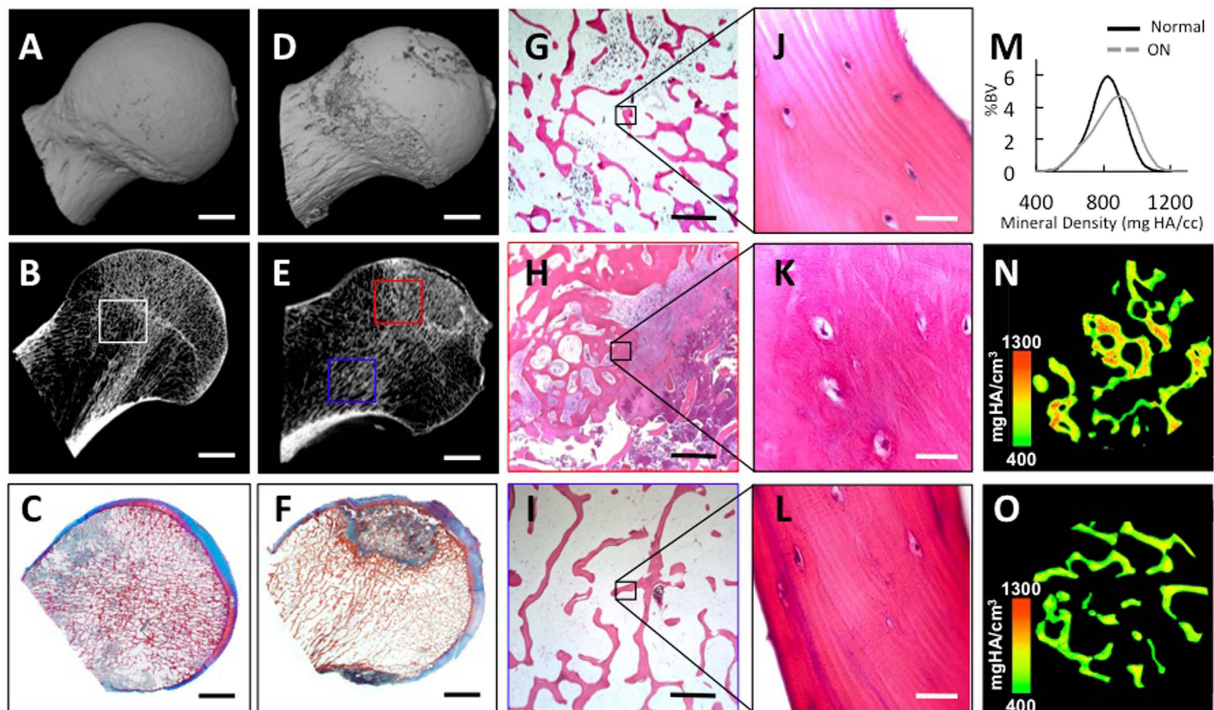 A
D
G
J
M
Normal
ON
%BV
6
4
2
0
400 800 1200
Mineral Density (mg HA/cc)
B
E
H
K
N
1300
mgHA/cm³
400
C
F
I
L
O
1300
mgHA/cm³
400